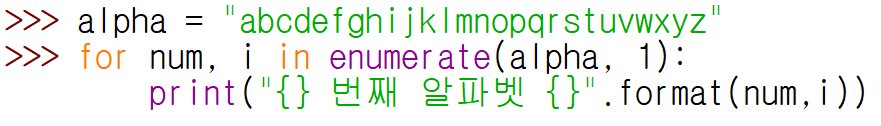 >>> alpha = "abcdefghijklmnopqrstuvwxyz"
>>> for num, i in enumerate(alpha, 1):
print("{} 번째 알파벳 {}".format(num,i))